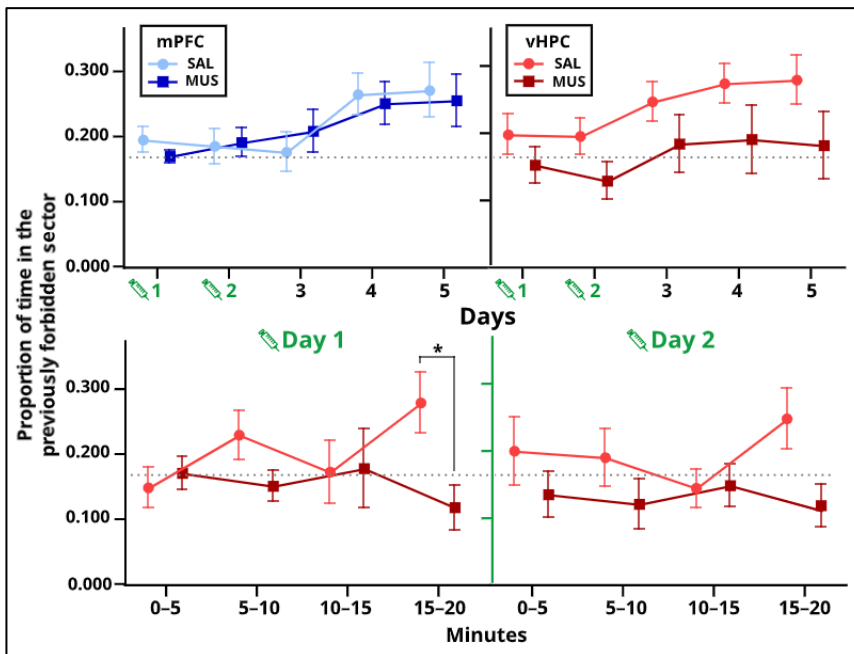 mPFC
SAL
MUS
vHPC
SAL
MUS
0.300
0.200
0.100
0.000
1 2 3 4 5
1 2 3 4 5
Days
Proportion of time in the
previously forbidden sector
Day 1
Day 2
*
0.300
0.200
0.100
0.000
0–5 5–10 10–15 15–20
0–5 5–10 10–15 15–20
Minutes